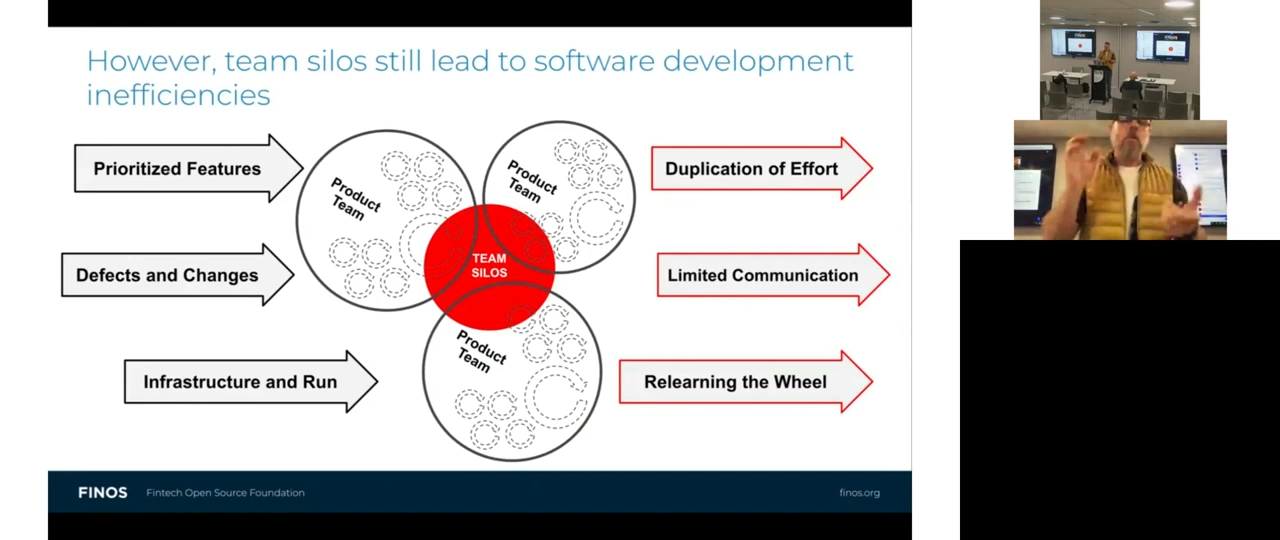 However, team silos still lead to software development
inefficiencies
Prioritized Features
Defects and Changes
Infrastructure and Run
Product
Team
Product
Team
TEAM
SILOS
Product
Team
Duplication of Effort
Limited Communication
Relearning the Wheel
FINOS
Fintech Open Source Foundation
finos.org